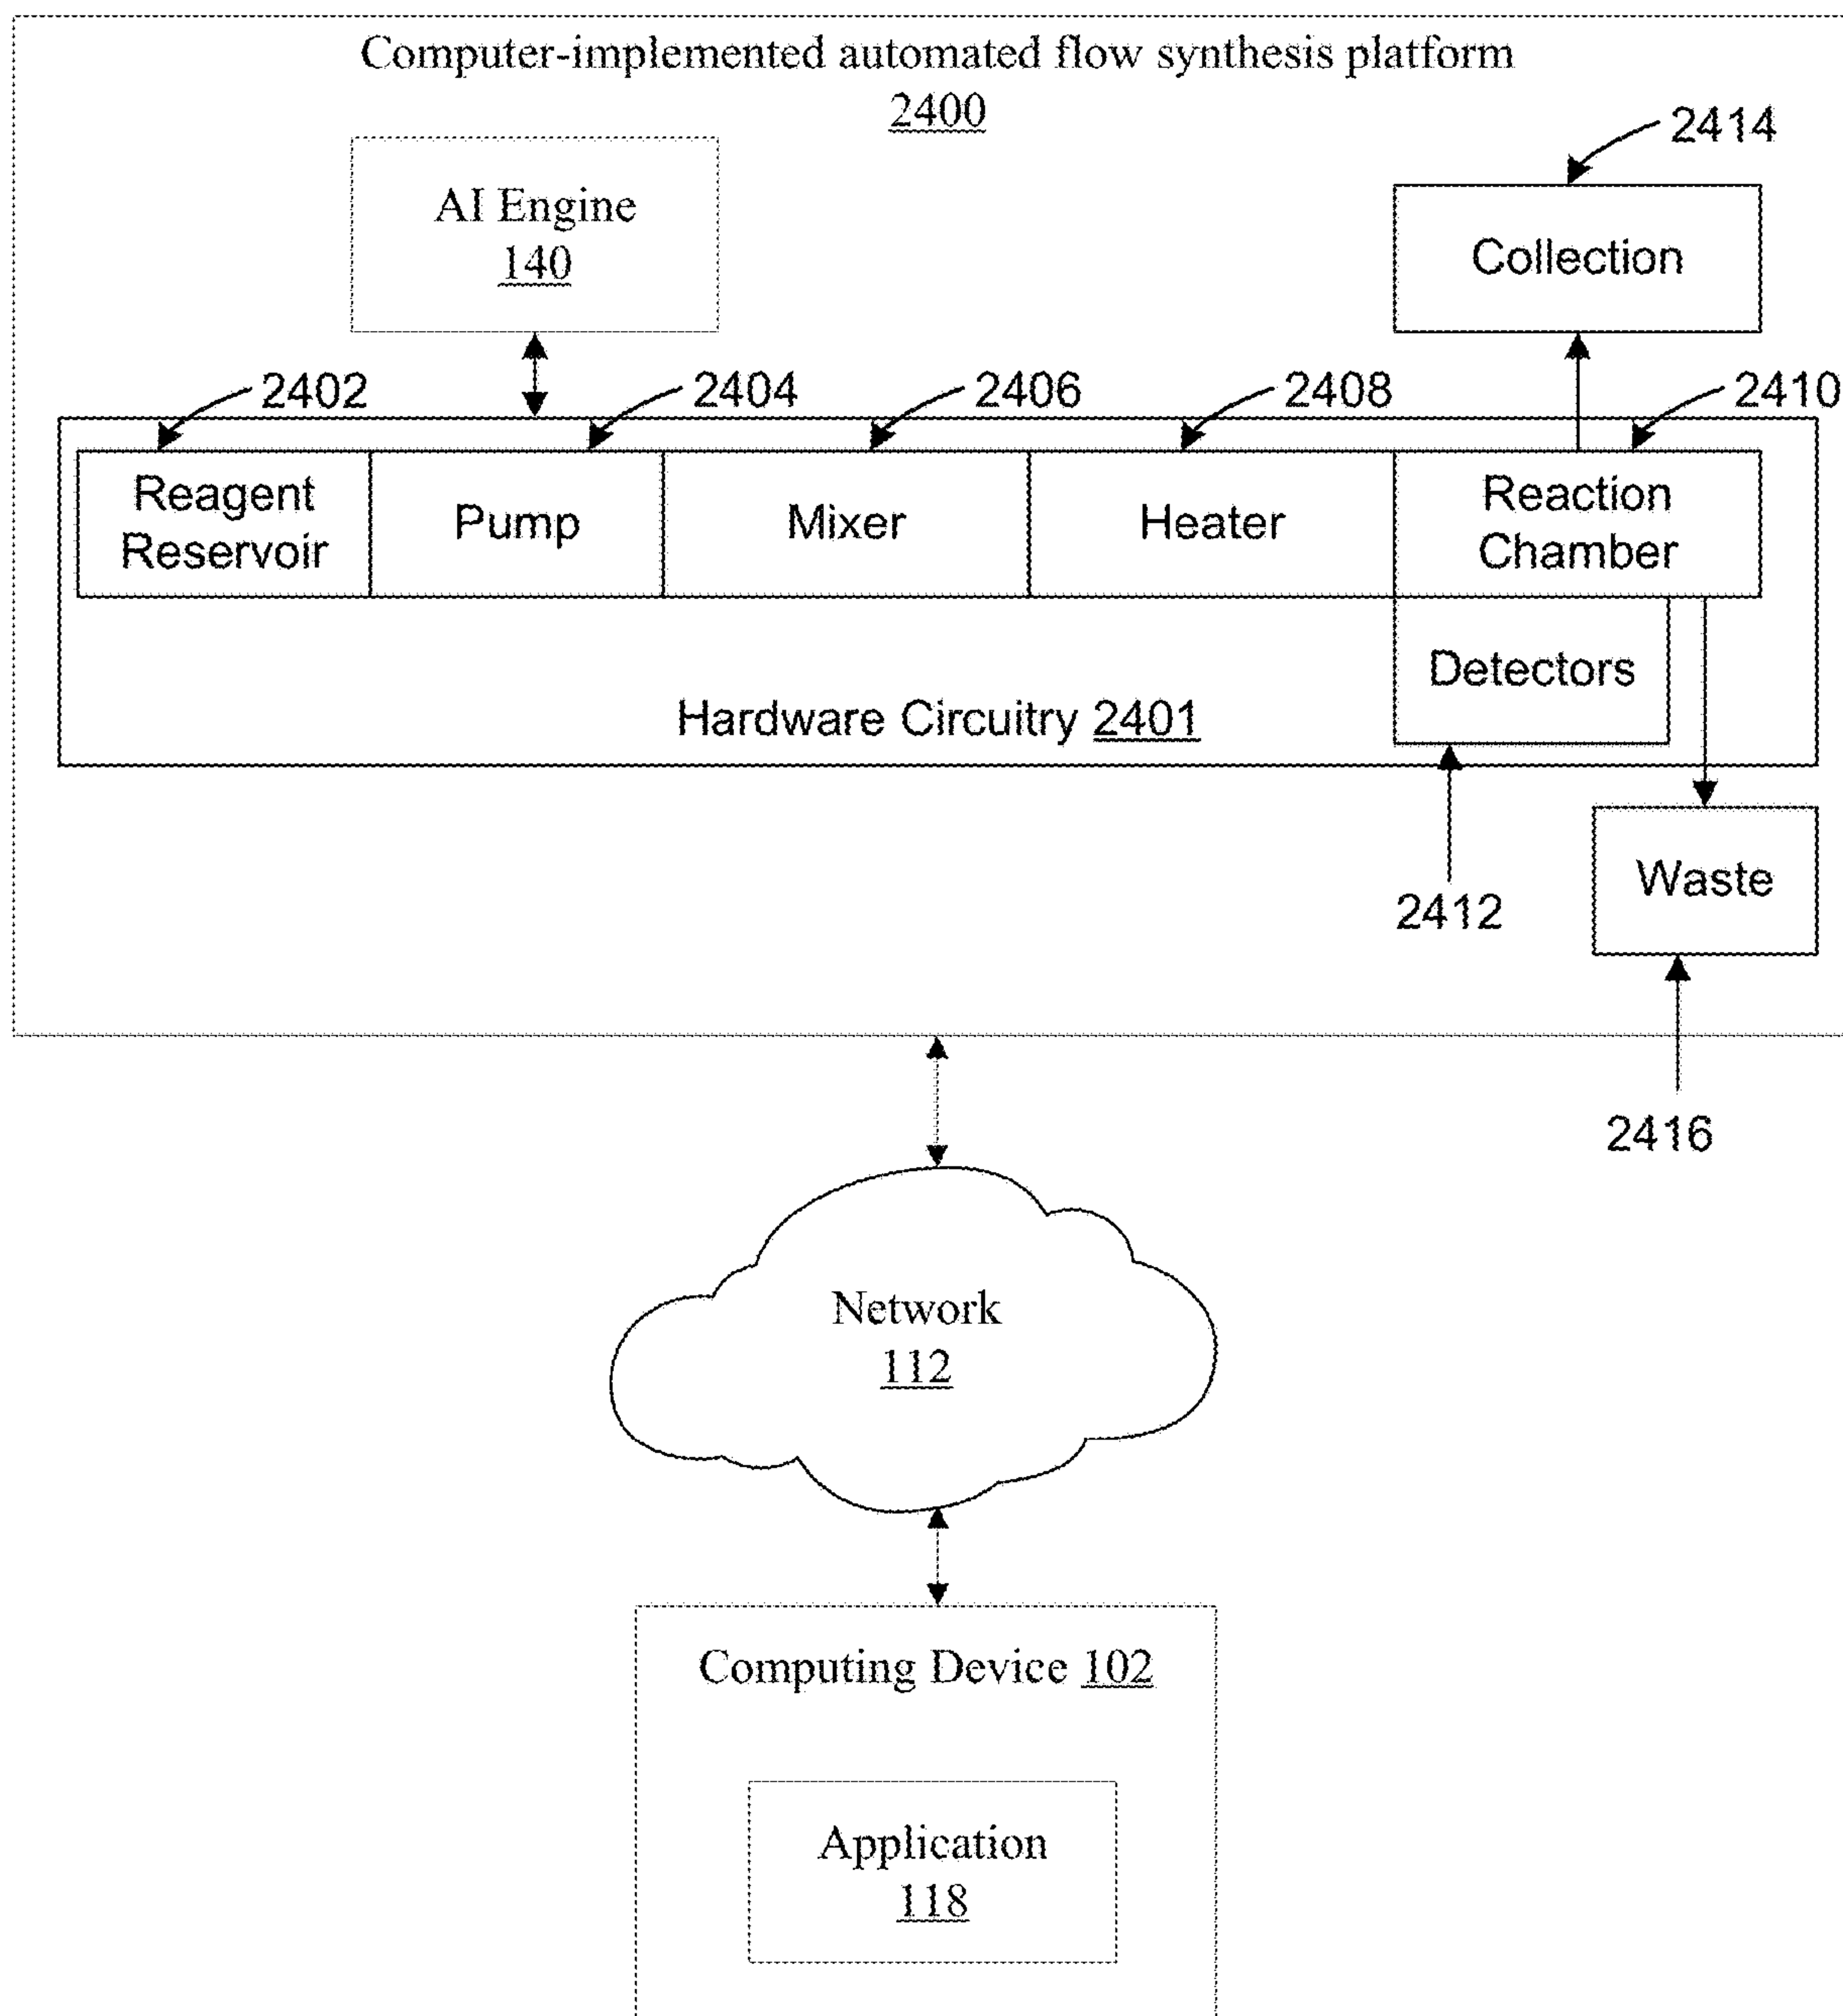 Computer-implemented automated flow synthesis platform
2400
2414
AI Engine
140
Collection
2402
2404
2406
2408
2410
Reagent
Reservoir
Pump
Mixer
Heater
Reaction
Chamber
Detectors
Hardware Circuitry 2401
Waste
2412
2416
Network
112
Computing Device 102
Application
118